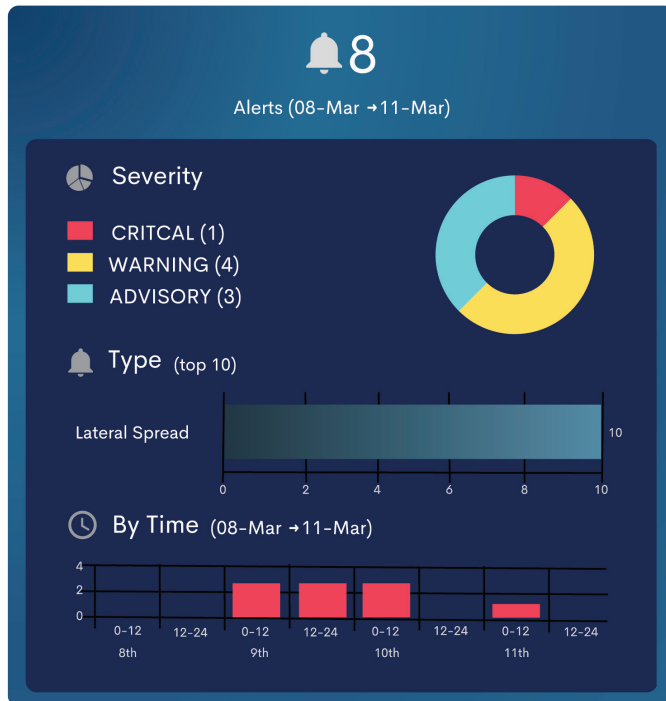 8
Alerts (08-Mar →11-Mar)
Severity
CRITCAL (1)
WARNING (4)
ADVISORY (3)
Type (top 10)
Lateral Spread
10
0 2 4 6 8 10
By Time (08-Mar →11-Mar)
4
2
0
0-12 12-24 0-12 12-24 0-12 12-24 0-12 12-24
8th 9th 10th 11th